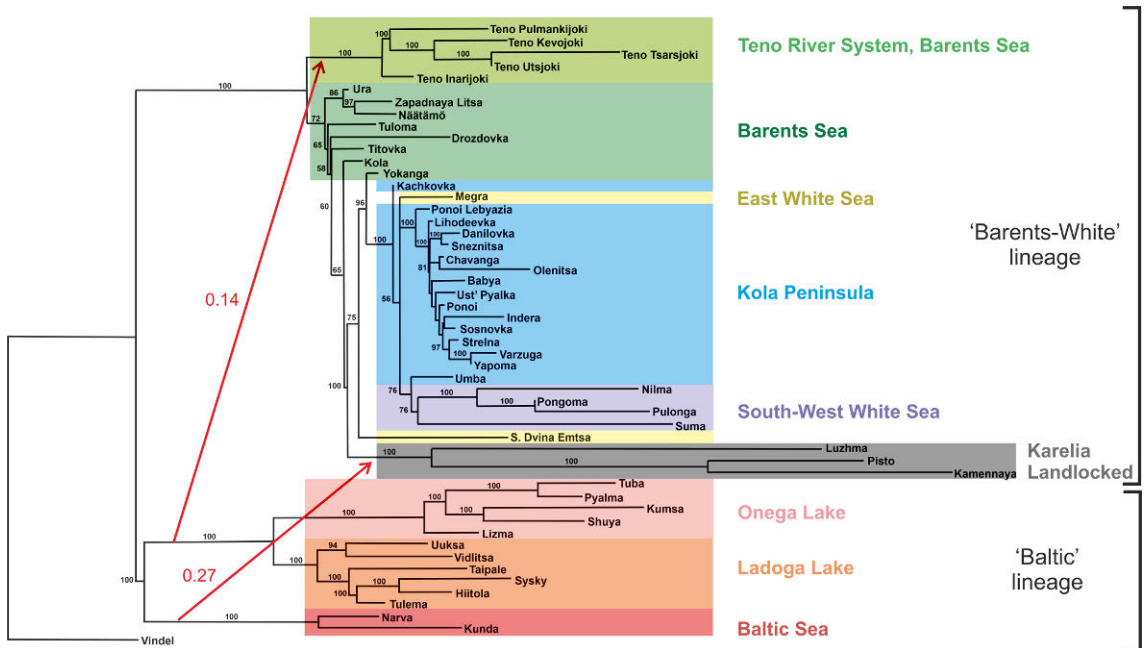 Teno Pulmankijoki
100
Teno Kevojoki
100
100
Teno Tsarsjoki
Teno Utsjoki
Teno Inarijoki
100
Teno River System, Barents Sea
Ura
86
97
Zapadnaya Litsa
Näätämö
72
Tuloma
Drozdovka
65
Titovka
58
Kola
Yokanga
Barents Sea
Kachkovka
Megra
East White Sea
60
96
Ponoi Lebyazia
100
Lihodeevka
100
Danilovka
100
Sneznitsa
100
Chavanga
81
Olenitsa
65
Babya
56
Ust' Pyalka
Ponoi
Indera
75
Sosnovka
Strelna
97
100
Varzuga
Yapoma
Umba
Kola Peninsula
0.14
‘Barents-White’
lineage
100
76
100
Nilma
100
Pongoma
Pulonga
76
Suma
South-West White Sea
S. Dvina Emtsa
100
Luzhma
100
Pisto
Kamennaya
Karelia
Landlocked
100
Tuba
Pyalma
100
100
Kumsa
Shuya
100
Lizma
Onega Lake
100
94
Uuksa
Vidlitsa
100
100
Taipale
100
Sysky
Hiitola
Tulema
Ladoga Lake
0.27
‘Baltic’
lineage
100
100
Narva
Kunda
Baltic Sea
Vindel